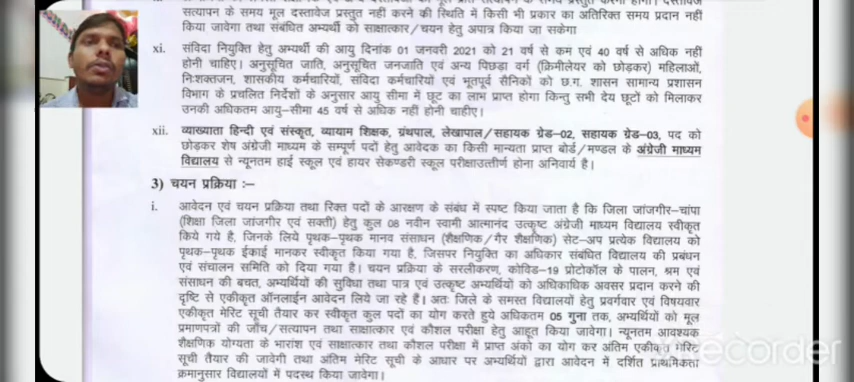 सत्यापन के समय मूल दस्तावेज प्रस्तुत नहीं करने की स्थिति में किसी भी प्रकार का अतिरिक्त समय प्रदान नहीं
किया जावेगा तथा संबंधित अभ्यर्थी को साक्षात्कार/चयन हेतु अपात्र किया जा सकेगा
xi. संविदा नियुक्ति हेतु अभ्यर्थी की आयु दिनांक 01 जनवरी 2021 को 21 वर्ष से कम एवं 40 वर्ष से अधिक नहीं
होनी चाहिए। अनुसूचित जाति, अनुसूचित जनजाति एवं अन्य पिछड़ा वर्ग (क्रिमीलेयर को छोड़कर) महिलाओं,
निःशक्तजन, शासकीय कर्मचारियों, संविदा कर्मचारियों एवं भूतपूर्व सैनिकों को छ.ग. शासन सामान्य प्रशासन
विभाग के प्रचलित निर्देशों के अनुसार आयु सीमा में छूट का लाभ प्राप्त होगा किन्तु सभी देय छूटों को मिलाकर
उनकी अधिकतम आयु–सीमा 45 वर्ष से अधिक नहीं होनी चाहीए।
xii. व्याख्याता हिन्दी एवं संस्कृत, व्यायाम शिक्षक, ग्रंथपाल, लेखापाल/सहायक ग्रेड–02, सहायक ग्रेड–03, पद को
छोड़कर शेष अंग्रेजी माध्यम के सम्पूर्ण पदों हेतु आवेदक का किसी मान्यता प्राप्त बोर्ड/मण्डल के अंग्रेजी माध्यम
विद्यालय से न्यूनतम हाई स्कूल एवं हायर सेकण्डरी स्कूल परीक्षाउत्तीर्ण होना अनिवार्य है।
3) चयन प्रक्रिया :–
i. आवेदन एवं चयन प्रक्रिया तथा रिक्त पदों के आरक्षण के संबंध में स्पष्ट किया जाता है कि जिला जांजगीर–चांपा
(शिक्षा जिला जांजगीर एवं सक्ती) हेतु कुल 08 नवीन स्वामी आत्मानंद उत्कृष्ट अंग्रेजी माध्यम विद्यालय स्वीकृत
किये गये है, जिनके लिये पृथक–पृथक मानव संसाधन (शैक्षणिक/गैर शैक्षणिक) सेट–अप प्रत्येक विद्यालय को
पृथक–पृथक ईकाई मानकर स्वीकृत किया गया है, जिसपर नियुक्ति का अधिकार संबंधित विद्यालय की प्रबंधन
एवं संचालन समिति को दिया गया है। चयन प्रक्रिया के सरलीकरण, कोविड–19 प्रोटोकॉल के पालन, श्रम एवं
संसाधन की बचत, अभ्यर्थियों की सुविधा तथा पात्र एवं उत्कृष्ट अभ्यर्थियों को अधिकाधिक अवसर प्रदान करने की
दृष्टि से एकीकृत ऑनलाईन आवेदन लिये जा रहे हैं। अतः जिले के समस्त विद्यालयों हेतु प्रवर्गवार एवं विषयवार
एकीकृत मेरिट सूची तैयार कर स्वीकृत कुल पदों का योग करते हुये अधिकतम 05 गुना तक, अभ्यर्थियों को मूल
प्रमाणपत्रों की जाँच/सत्यापन तथा साक्षात्कार एवं कौशल परीक्षा हेतु आहूत किया जावेगा। न्यूनतम आवश्यक
शैक्षणिक योग्यता के भारांश एवं साक्षात्कार तथा कौशल परीक्षा में प्राप्त अंको का योग कर अंतिम एकीकृत मेरिट
सूची तैयार की जावेगी तथा अंतिम मेरिट सूची के आधार पर अभ्यर्थियों द्वारा आवेदन में दर्शित प्राथमिकता
क्रमानुसार विद्यालयों में पदस्थ किया जावेगा।